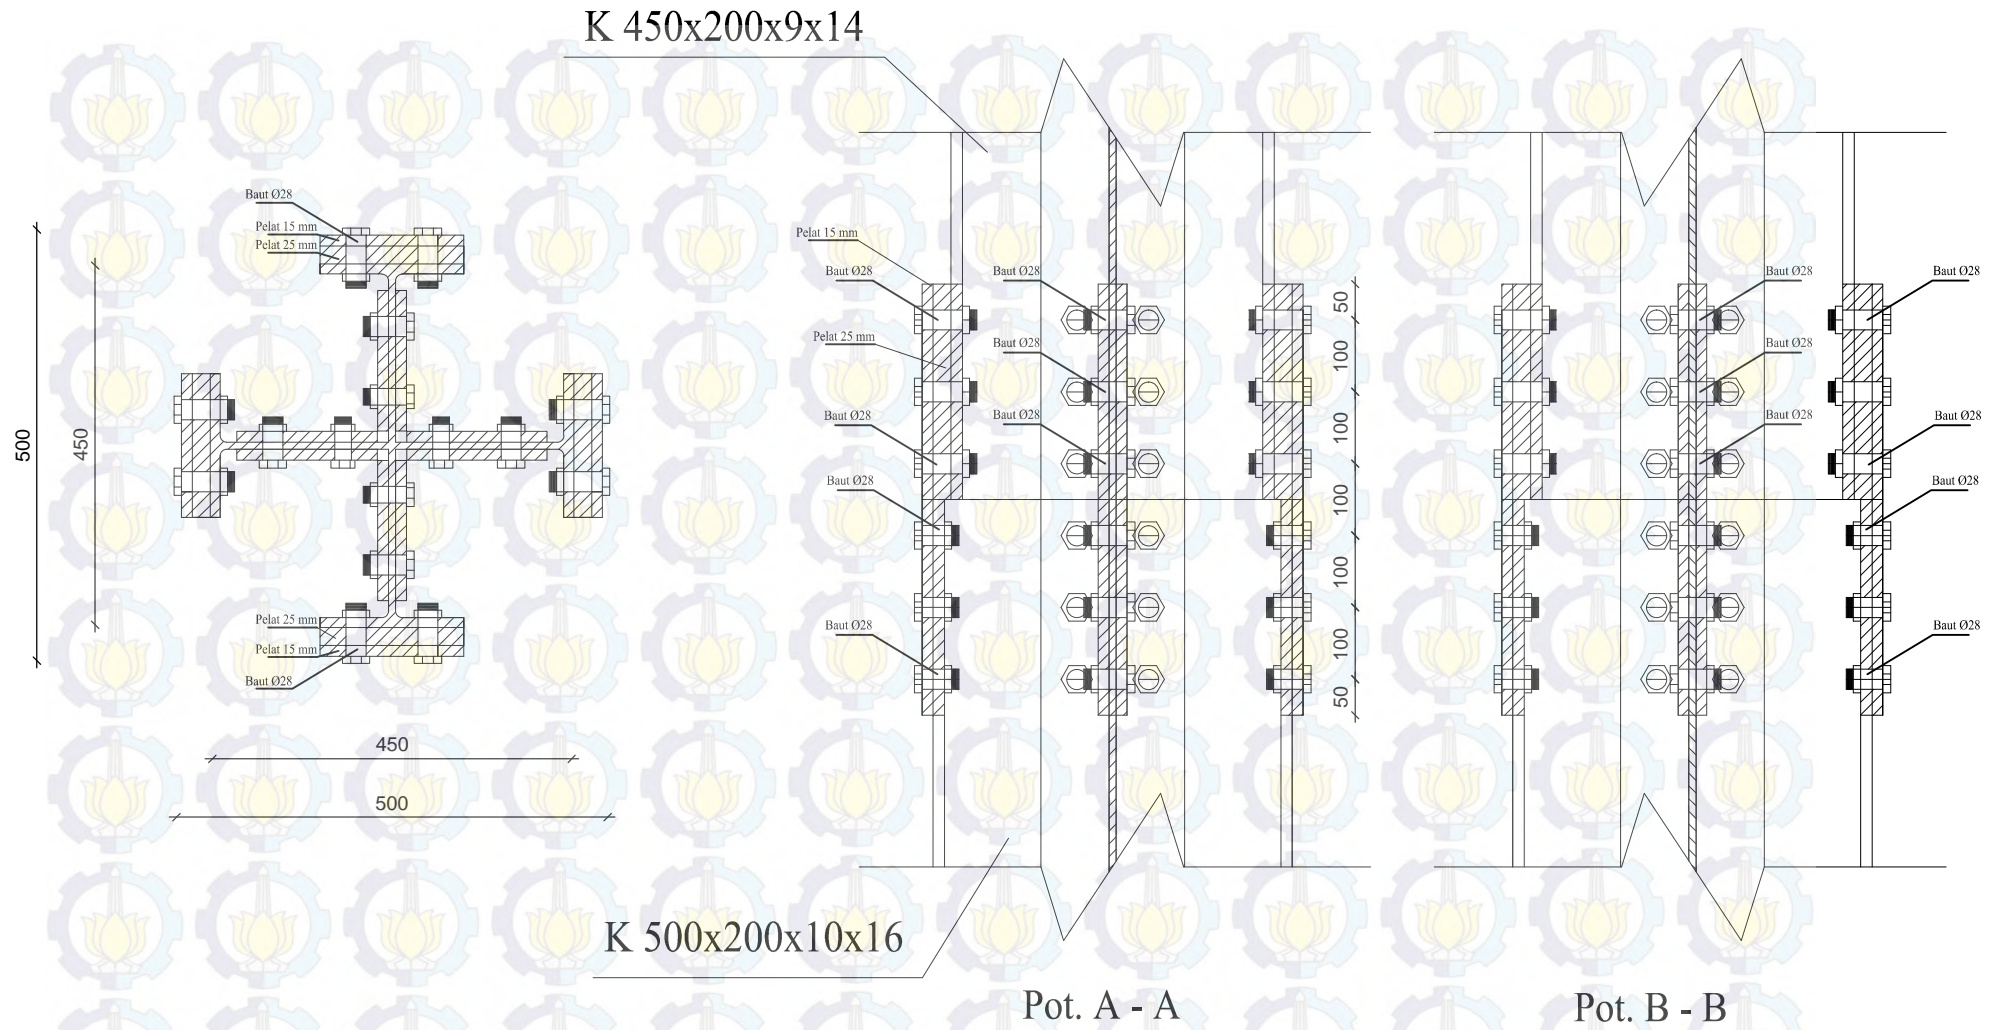 K 450x200x9x14
Baut Ø28
Pelat 15 mm
Pelat 25 mm
500
450
Pelat 25 mm
Pelat 15 mm
Baut Ø28
450
500
Pelat 15 mm
Baut Ø28
Pelat 25 mm
Baut Ø28
Baut Ø28
Baut Ø28
Baut Ø28
Baut Ø28
Baut Ø28
50
100
100
100
100
100
50
K 500x200x10x16
Pot. A - A
Baut Ø28
Baut Ø28
Baut Ø28
Baut Ø28
Baut Ø28
Baut Ø28
Baut Ø28
Pot. B - B